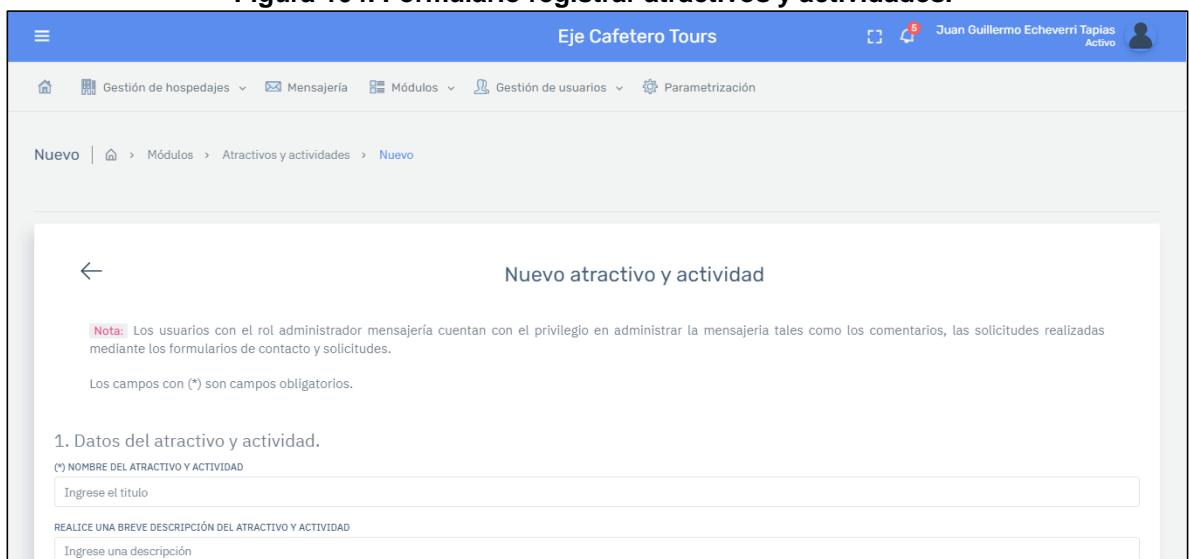 Figura 104. Formulario registrar atractivos y actividades.
Eje Cafetero Tours
5
Juan Guillermo Echeverri Tapias
Activo
Gestión de hospedajes
Mensajería
Módulos
Gestión de usuarios
Parametrización
Nuevo
Módulos > Atractivos y actividades > Nuevo
Nuevo atractivo y actividad
Nota: Los usuarios con el rol administrador mensajería cuentan con el privilegio en administrar la mensajeria tales como los comentarios, las solicitudes realizadas
mediante los formularios de contacto y solicitudes.
Los campos con (*) son campos obligatorios.
1. Datos del atractivo y actividad.
(*) NOMBRE DEL ATRACTIVO Y ACTIVIDAD
Ingrese el titulo
REALICE UNA BREVE DESCRIPCIÓN DEL ATRACTIVO Y ACTIVIDAD
Ingrese una descripción